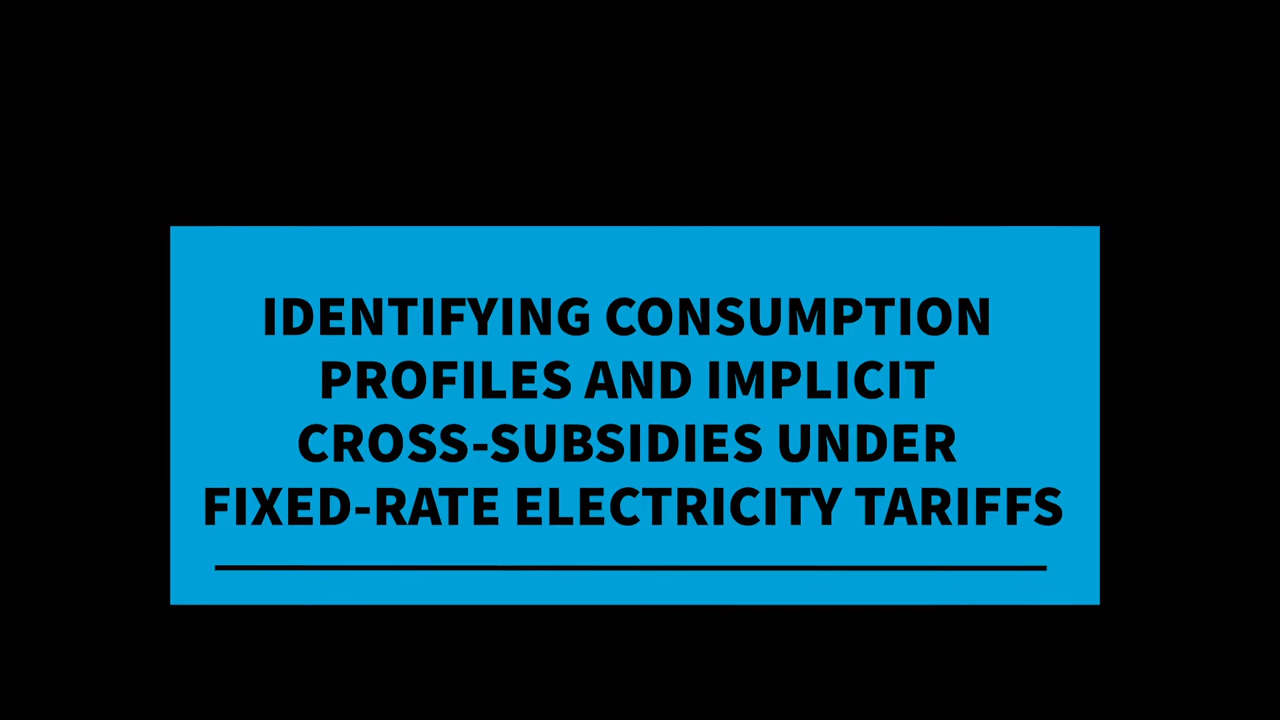 IDENTIFYING CONSUMPTION
PROFILES AND IMPLICIT
CROSS-SUBSIDIES UNDER
FIXED-RATE ELECTRICITY TARIFFS